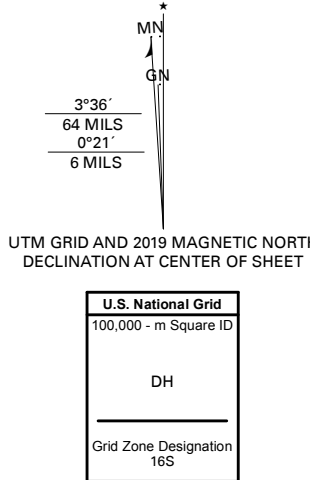 MN
GN
3°36´
64 MILS
0°21´
6 MILS
UTM GRID AND 2019 MAGNETIC NORTH
DECLINATION AT CENTER OF SHEET
U.S. National Grid
100,000 - m Square ID
DH
Grid Zone Designation
16S